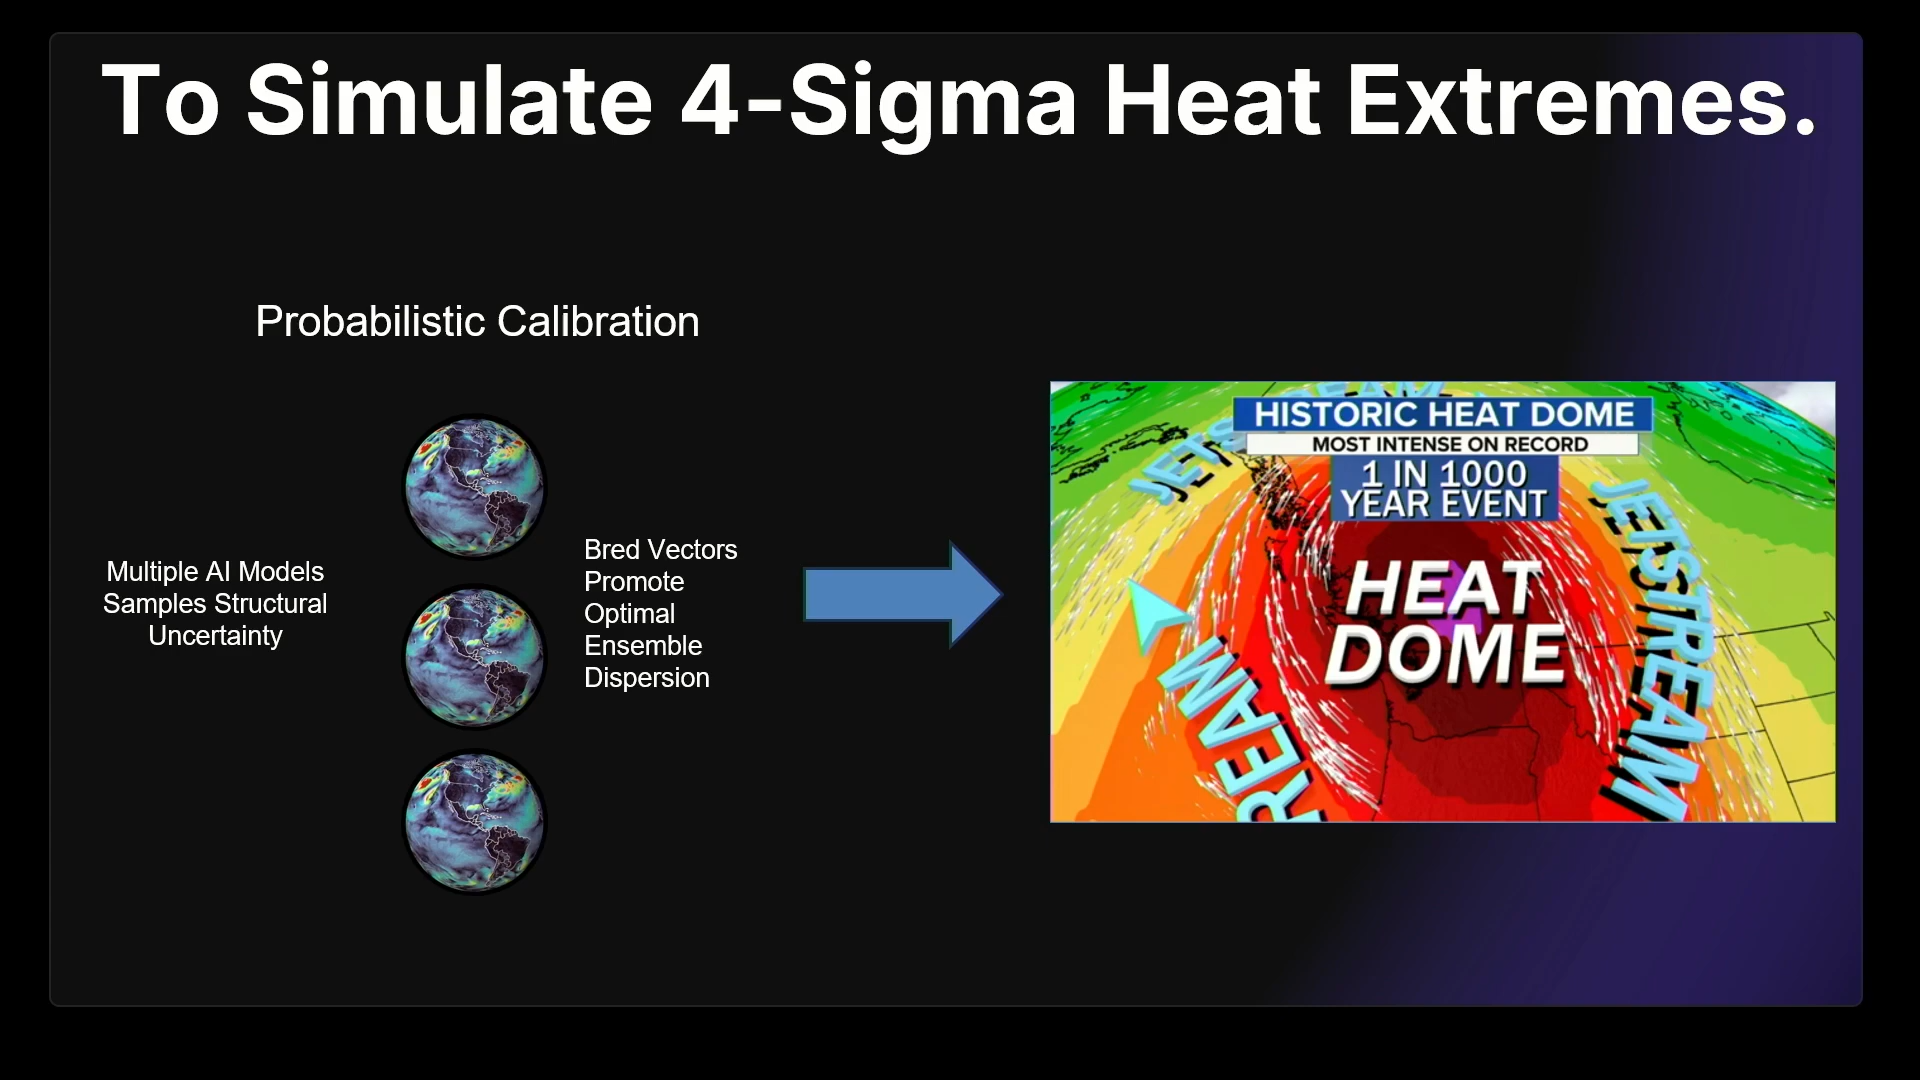 To Simulate 4-Sigma Heat Extremes.
Probabilistic Calibration
Multiple AI Models
Samples Structural
Uncertainty
Bred Vectors
Promote
Optimal
Ensemble
Dispersion
HISTORIC HEAT DOME
MOST INTENSE ON RECORD
1 IN 1000
YEAR EVENT
HEAT
DOME
JETSTREAM